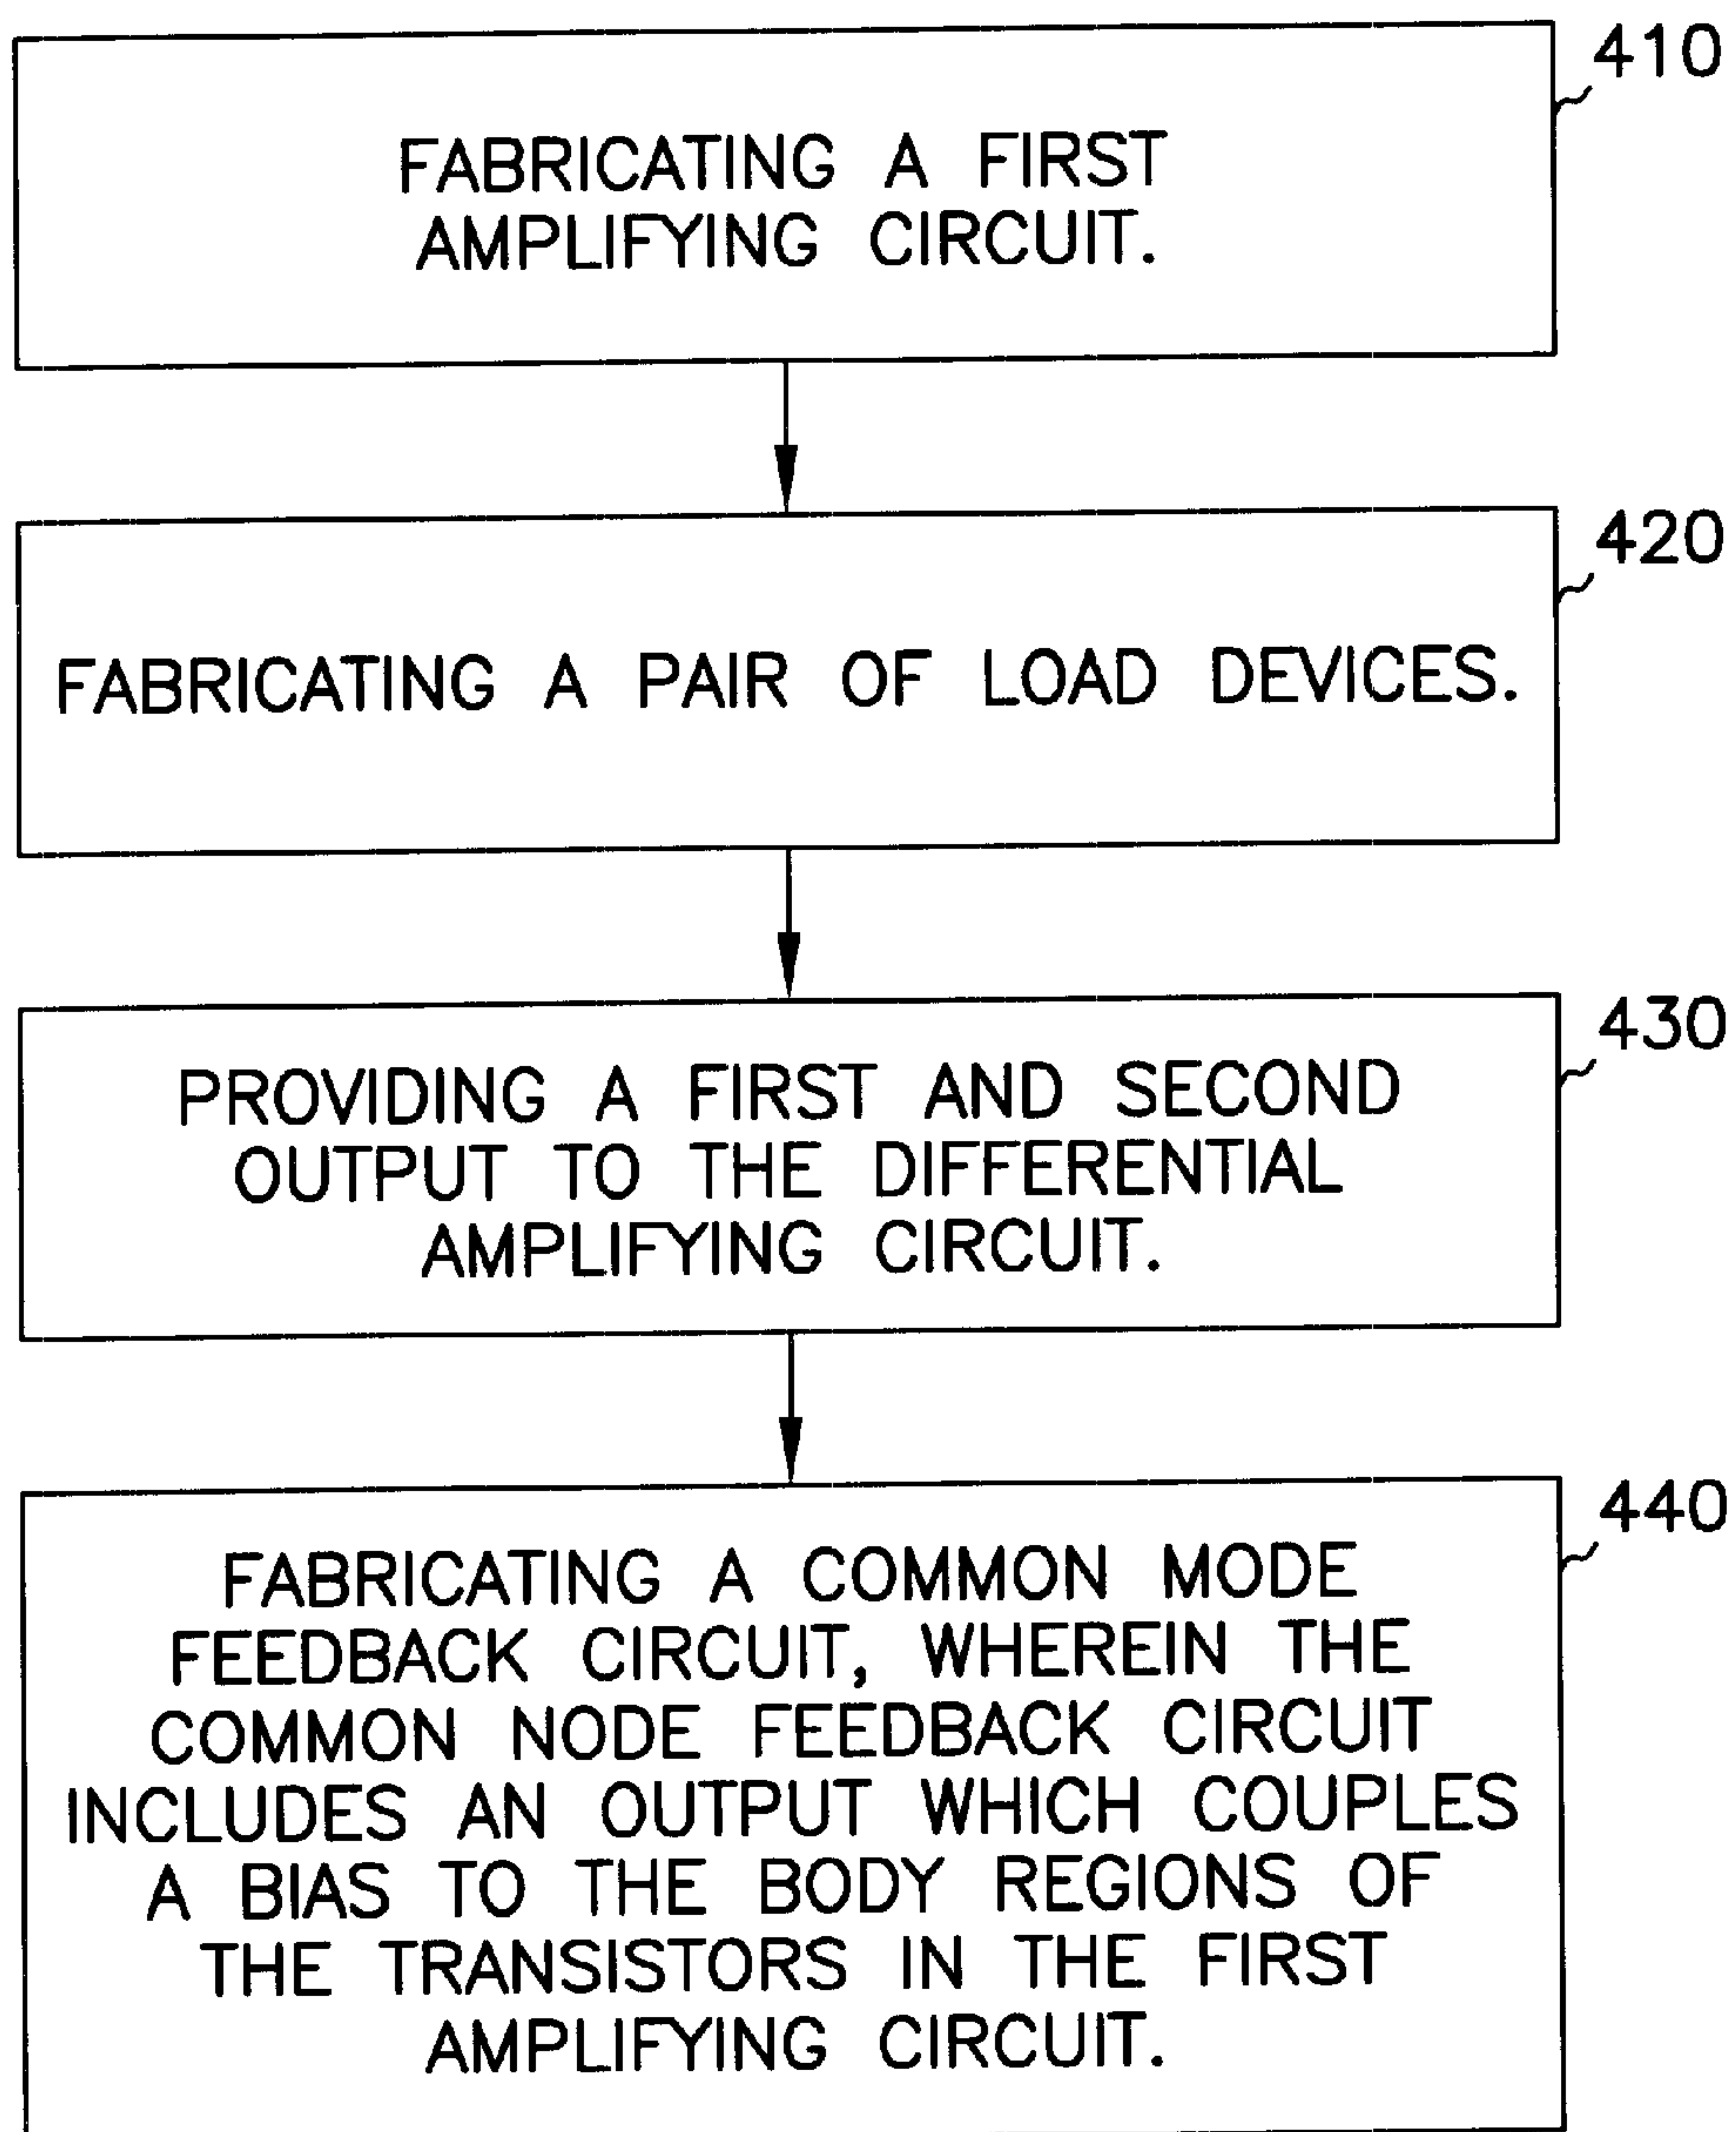 410
FABRICATING A FIRST
AMPLIFYING CIRCUIT.
420
FABRICATING A PAIR OF LOAD DEVICES.
430
PROVIDING A FIRST AND SECOND
OUTPUT TO THE DIFFERENTIAL
AMPLIFYING CIRCUIT.
440
FABRICATING A COMMON MODE
FEEDBACK CIRCUIT, WHEREIN THE
COMMON NODE FEEDBACK CIRCUIT
INCLUDES AN OUTPUT WHICH COUPLES
A BIAS TO THE BODY REGIONS OF
THE TRANSISTORS IN THE FIRST
AMPLIFYING CIRCUIT.